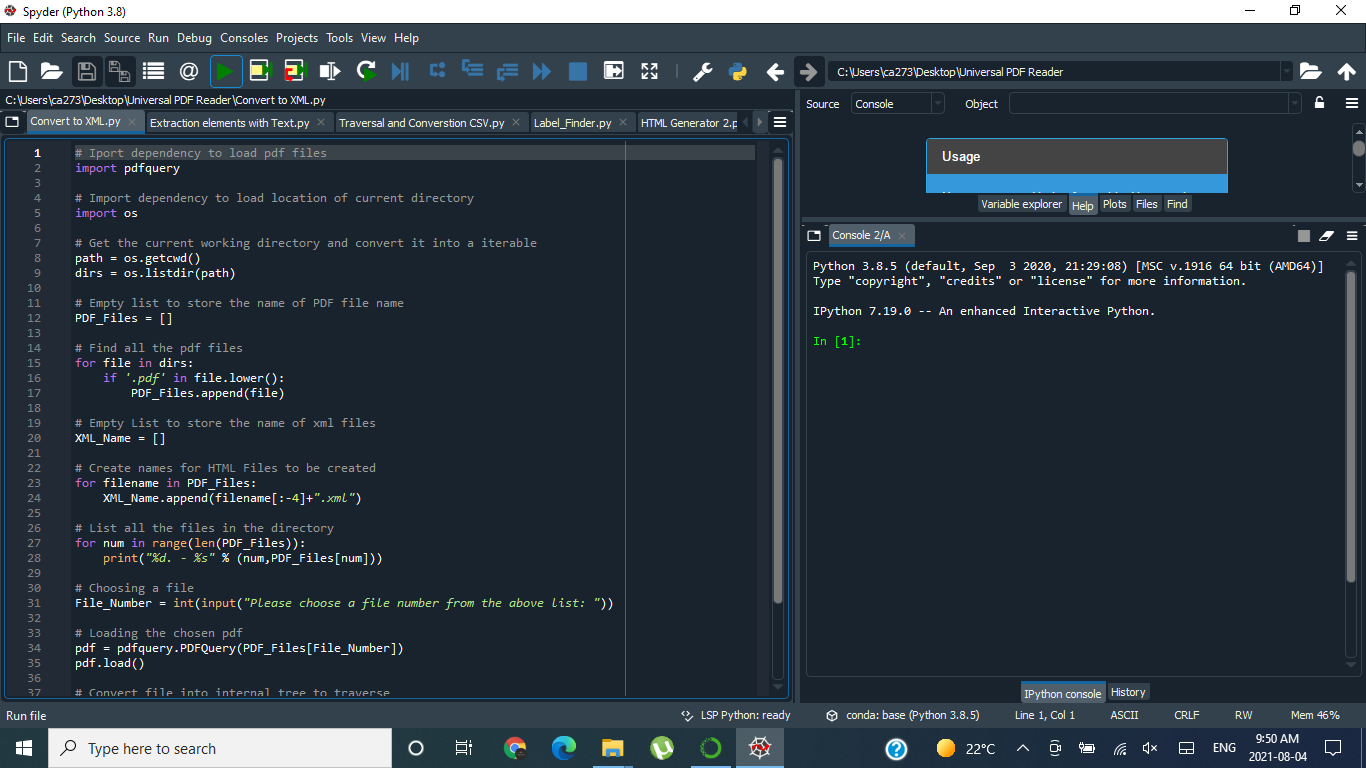 Spyder (Python 3.8)
File Edit Search Source Run Debug Consoles Projects Tools View Help
C:\Users\ca273\Desktop\Universal PDF Reader
C:\Users\ca273\Desktop\Universal PDF Reader\Convert to XML.py
Convert to XML.py Extraction elements with Text.py Traversal and Converstion CSV.py Label_Finder.py HTML Generator 2.p
1 # Iport dependency to load pdf files
2 import pdfquery
3
4 # Import dependency to load location of current directory
5 import os
6
7 # Get the current working directory and convert it into a iterable
8 path = os.getcwd()
9 dirs = os.listdir(path)
10
11 # Empty list to store the name of PDF file name
12 PDF_Files = []
13
14 # Find all the pdf files
15 for file in dirs:
16     if '.pdf' in file.lower():
17         PDF_Files.append(file)
18
19 # Empty List to store the name of xml files
20 XML_Name = []
21
22 # Create names for HTML Files to be created
23 for filename in PDF_Files:
24     XML_Name.append(filename[:-4]+".xml")
25
26 # List all the files in the directory
27 for num in range(len(PDF_Files)):
28     print("%d. - %s" % (num,PDF_Files[num]))
29
30 # Choosing a file
31 File_Number = int(input("Please choose a file number from the above list: "))
32
33 # Loading the chosen pdf
34 pdf = pdfquery.PDFQuery(PDF_Files[File_Number])
35 pdf.load()
36
37 # Convert file into internal tree to traverse
Source Console Object
Usage
Variable explorer Help Plots Files Find
Console 2/A
Python 3.8.5 (default, Sep  3 2020, 21:29:08) [MSC v.1916 64 bit (AMD64)]
Type "copyright", "credits" or "license" for more information.
IPython 7.19.0 -- An enhanced Interactive Python.
In [1]:
IPython console History
Run file LSP Python: ready conda: base (Python 3.8.5) Line 1, Col 1 ASCII CRLF RW Mem 46%
Type here to search 22°C ENG 9:50 AM
2021-08-04